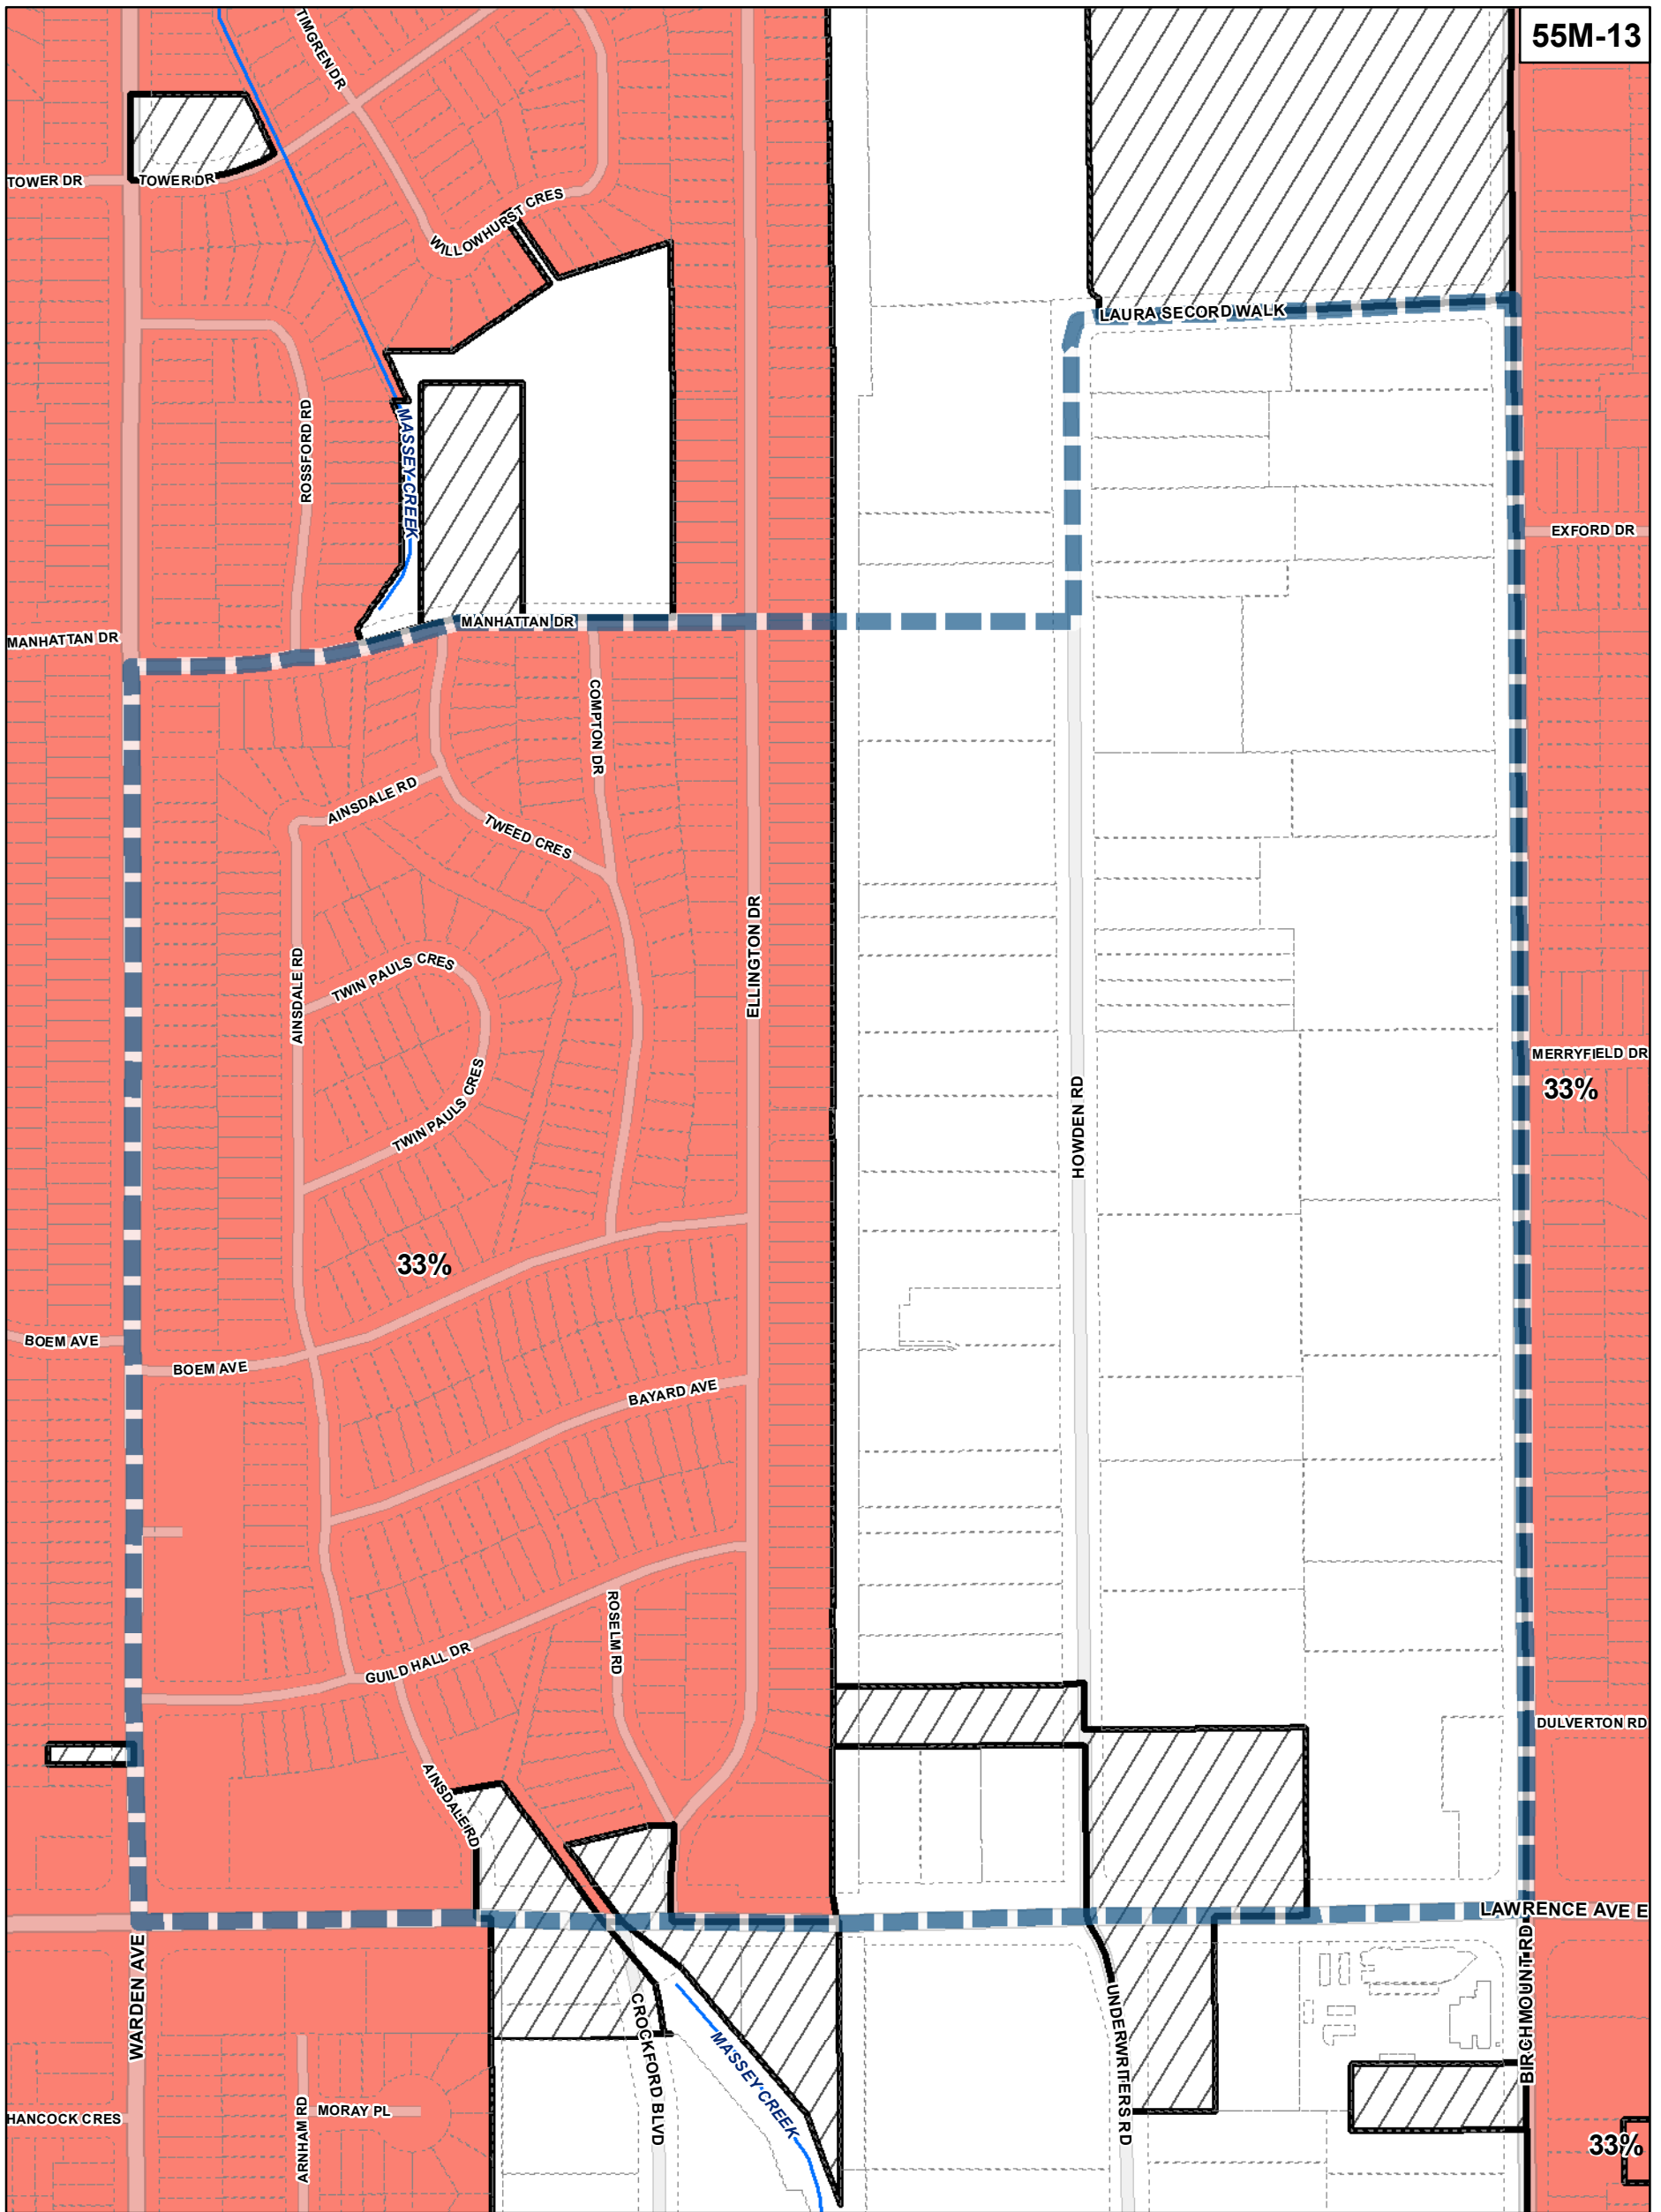 55M-13
TIMGREN DR
TOWER DR
TOWER DR
WILLOWHURST CRES
LAURA SECORD WALK
ROSSFORD RD
MASSEY CREEK
EXFORD DR
MANHATTAN DR
MANHATTAN DR
COMPTON DR
AINSDALE RD
TWEED CRES
ELLINGTON DR
AINSDALE RD
TWIN PAULS CRES
MERRYFIELD DR
33%
TWIN PAULS CRES
HOWDEN RD
33%
BOEM AVE
BOEM AVE
BAYARD AVE
ROSELM RD
GUILD HALL DR
DULVERTON RD
AINSDALE RD
LAWRENCE AVE E
WARDEN AVE
CROCKFORD BLVD
MASSEY CREEK
UNDERWRITERS RD
BIRCHMOUNT RD
HANCOCK CRES
ARNHAM RD
MORAY PL
33%